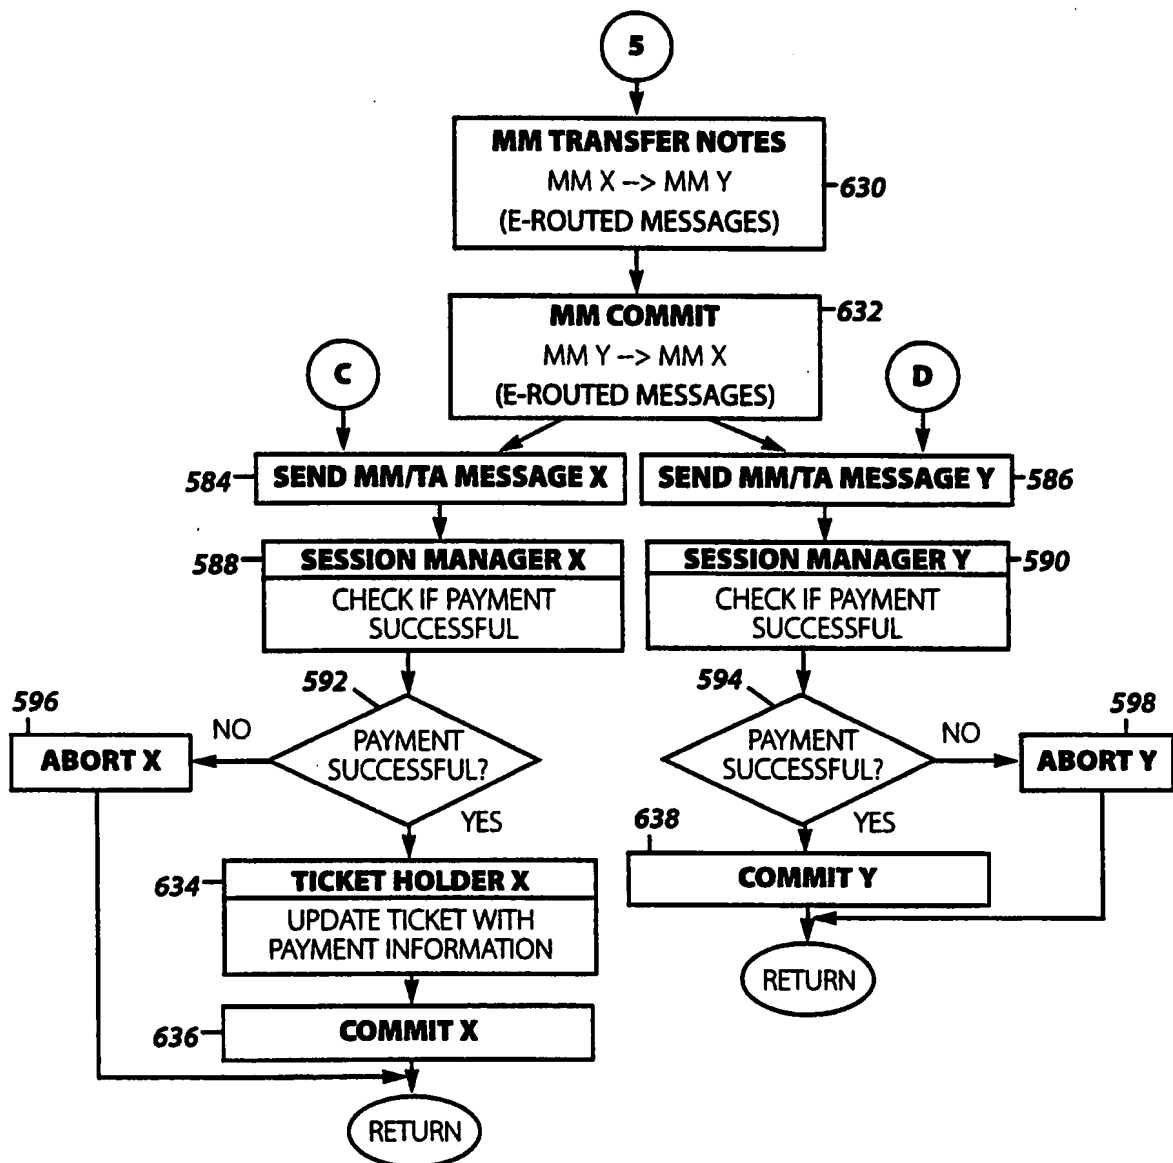 5
MM TRANSFER NOTES
MM X --> MM Y
(E-ROUTED MESSAGES)
630
MM COMMIT
MM Y --> MM X
(E-ROUTED MESSAGES)
632
C
D
584
SEND MM/TA MESSAGE X
SEND MM/TA MESSAGE Y
586
588
SESSION MANAGER X
CHECK IF PAYMENT
SUCCESSFUL
SESSION MANAGER Y
CHECK IF PAYMENT
SUCCESSFUL
590
592
594
596
ABORT X
NO
PAYMENT
SUCCESSFUL?
YES
PAYMENT
SUCCESSFUL?
NO
YES
598
ABORT Y
638
COMMIT Y
RETURN
634
TICKET HOLDER X
UPDATE TICKET WITH
PAYMENT INFORMATION
636
COMMIT X
RETURN